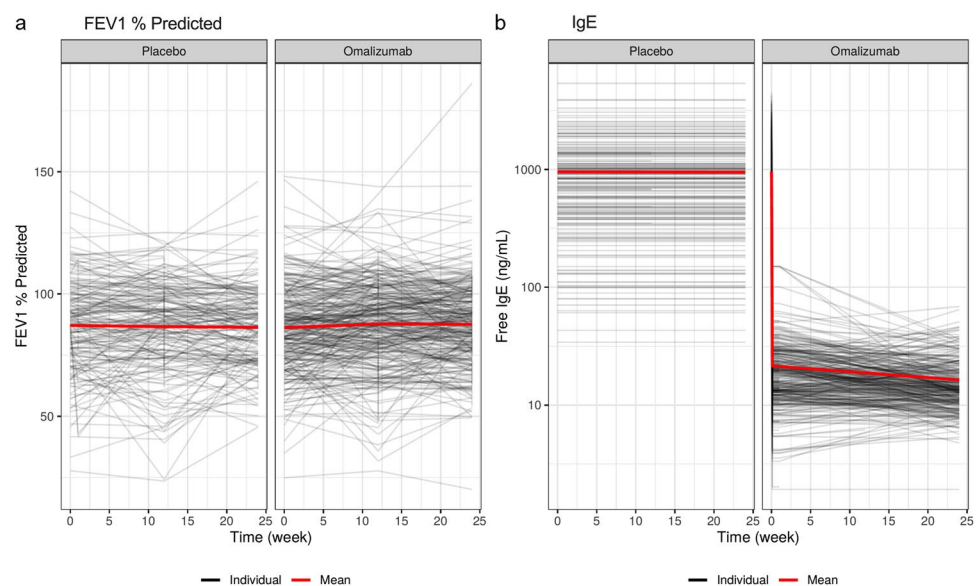 a FEV1 % Predicted
Placebo Omalizumab
150
100
50
FEV1 % Predicted
0 5 10 15 20 25 0 5 10 15 20 25
Time (week)
Individual Mean
b IgE
Placebo Omalizumab
1000
100
10
Free IgE (ng/mL)
0 5 10 15 20 25 0 5 10 15 20 25
Time (week)
Individual Mean